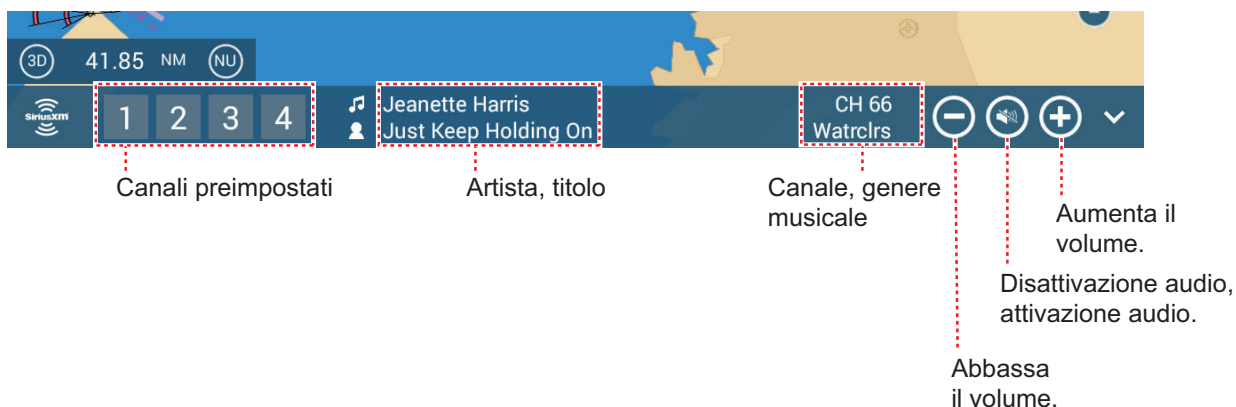 3D 41.85 NM NU
SiriusXm 1 2 3 4 Jeanette Harris CH 66
Just Keep Holding On Watrclrs
Canali preimpostati Artista, titolo Canale, genere
musicale
Aumenta il
volume.
Disattivazione audio,
attivazione audio.
Abbassa
il volume.